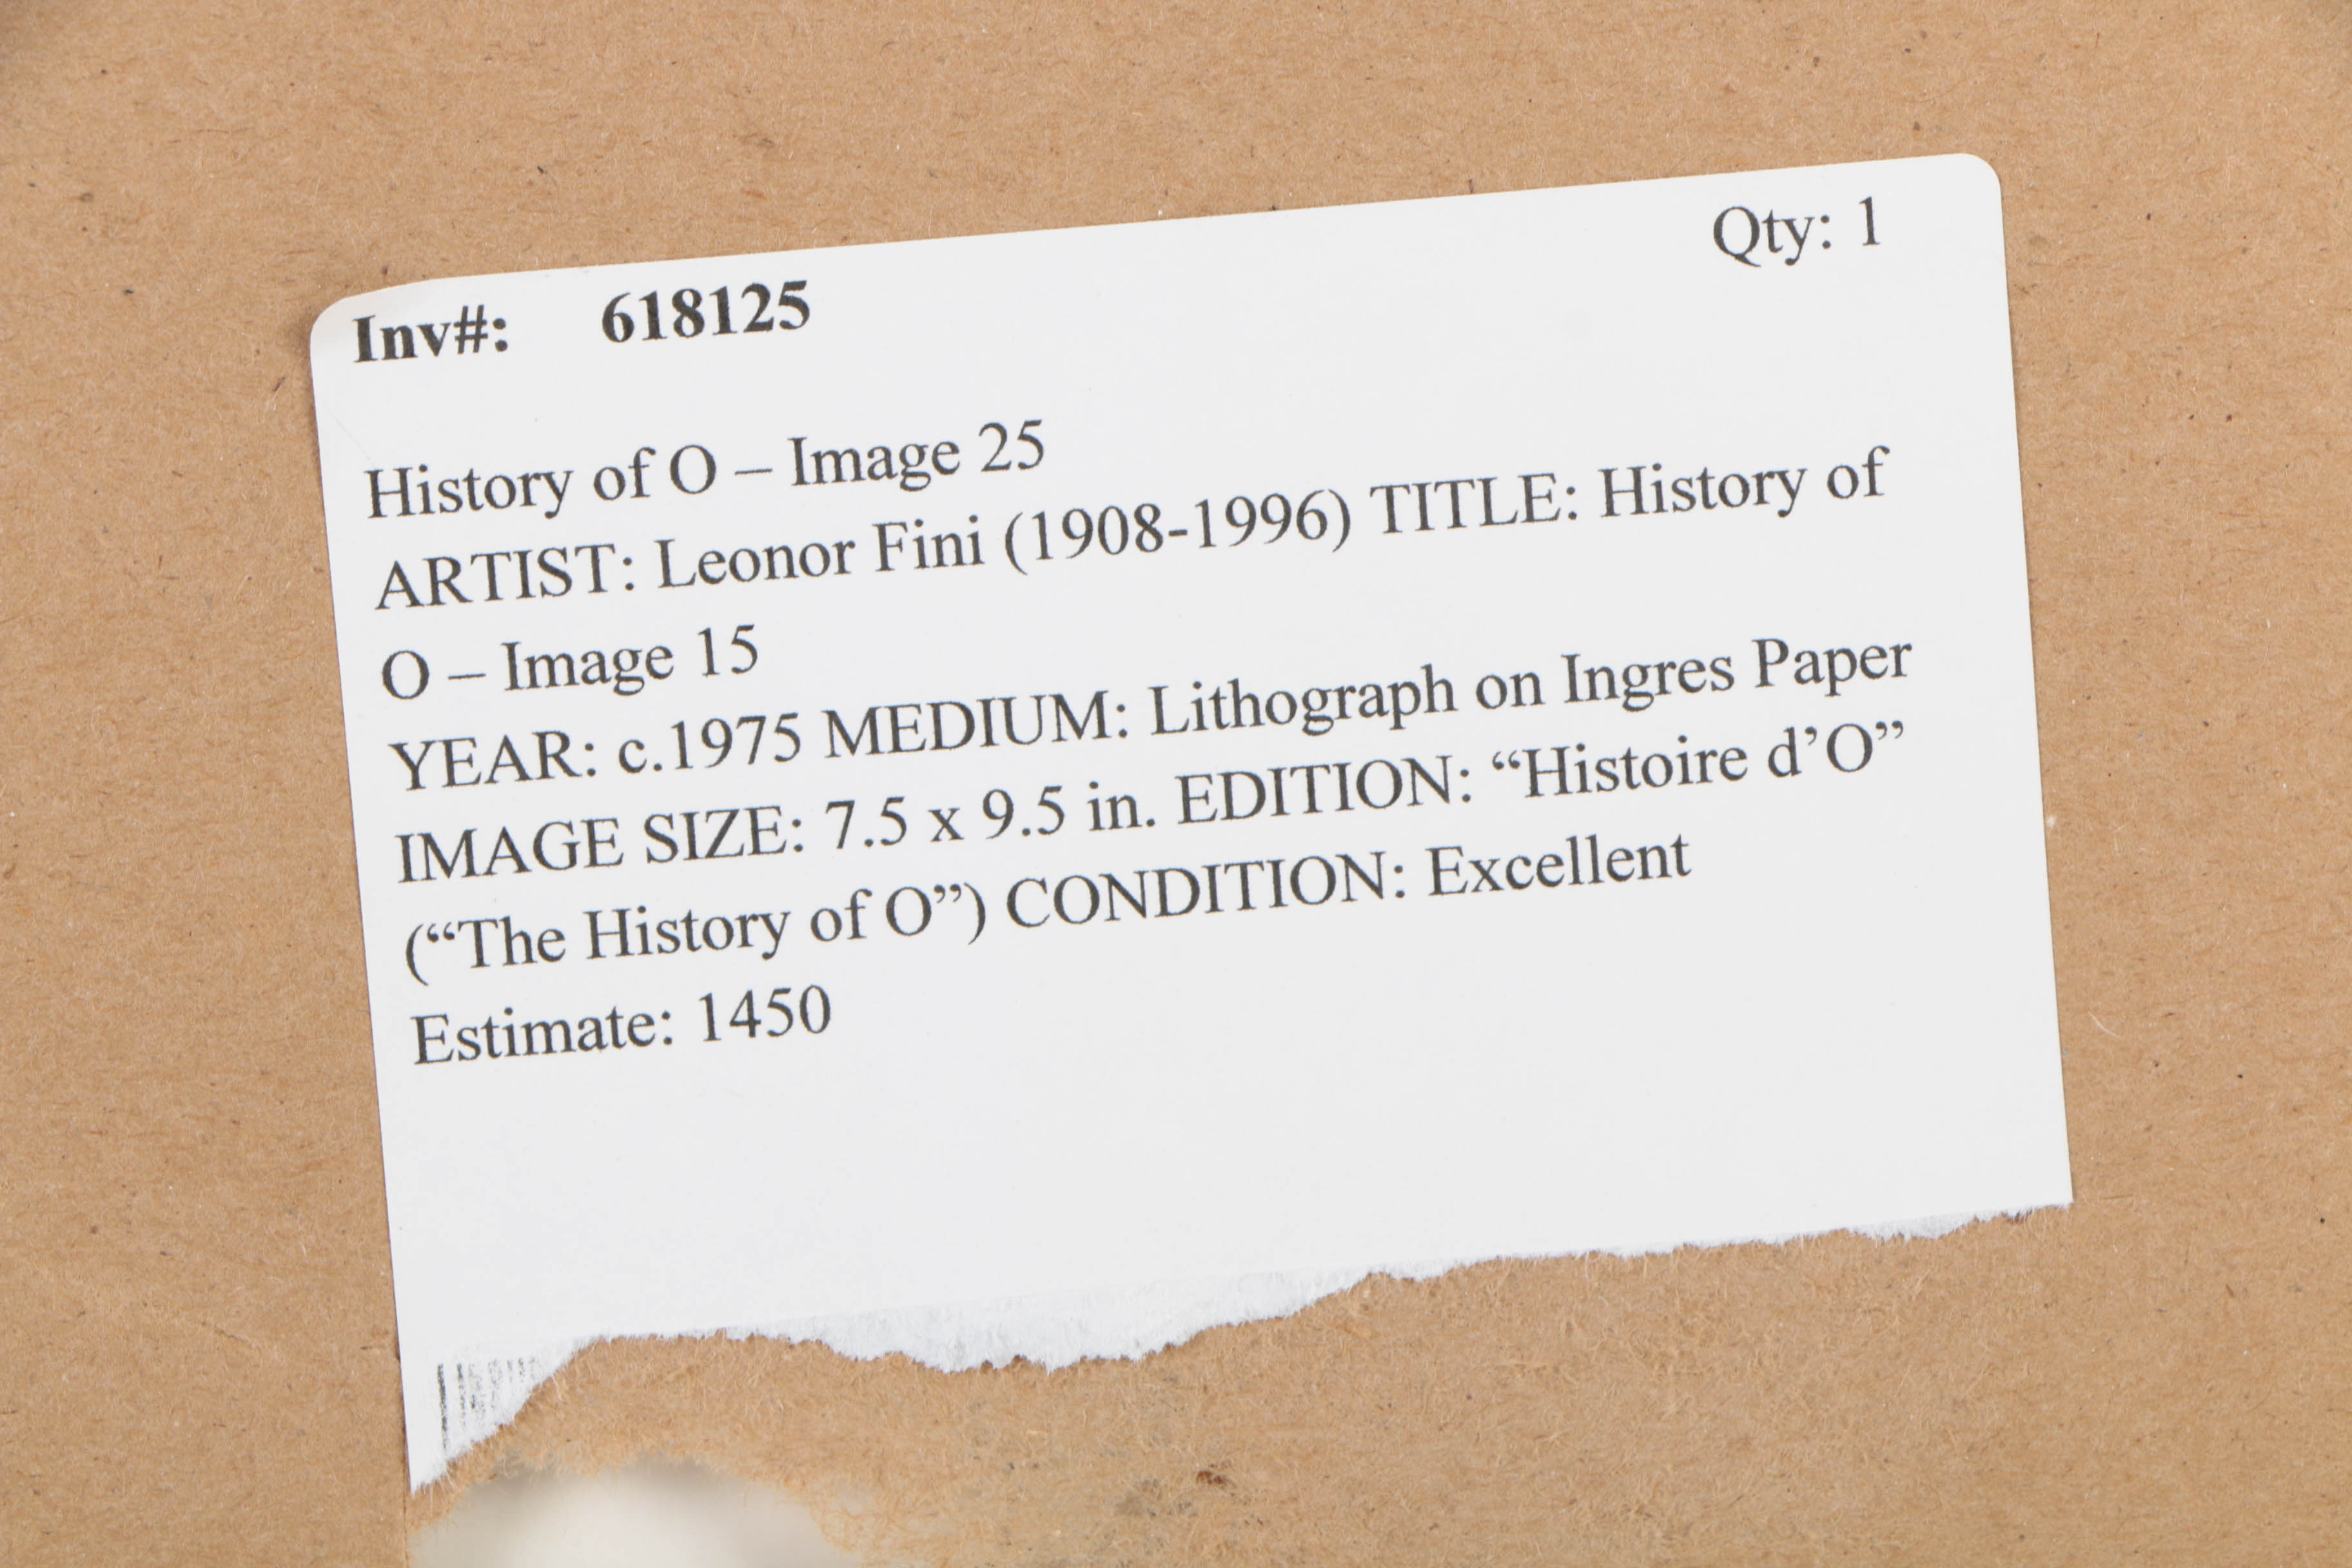 Qty: 1
Inv#: 618125
History of O – Image 25
ARTIST: Leonor Fini (1908-1996) TITLE: History of
O – Image 15
YEAR: c.1975 MEDIUM: Lithograph on Ingres Paper
IMAGE SIZE: 7.5 x 9.5 in. EDITION: “Histoire d’O”
(“The History of O”) CONDITION: Excellent
Estimate: 1450